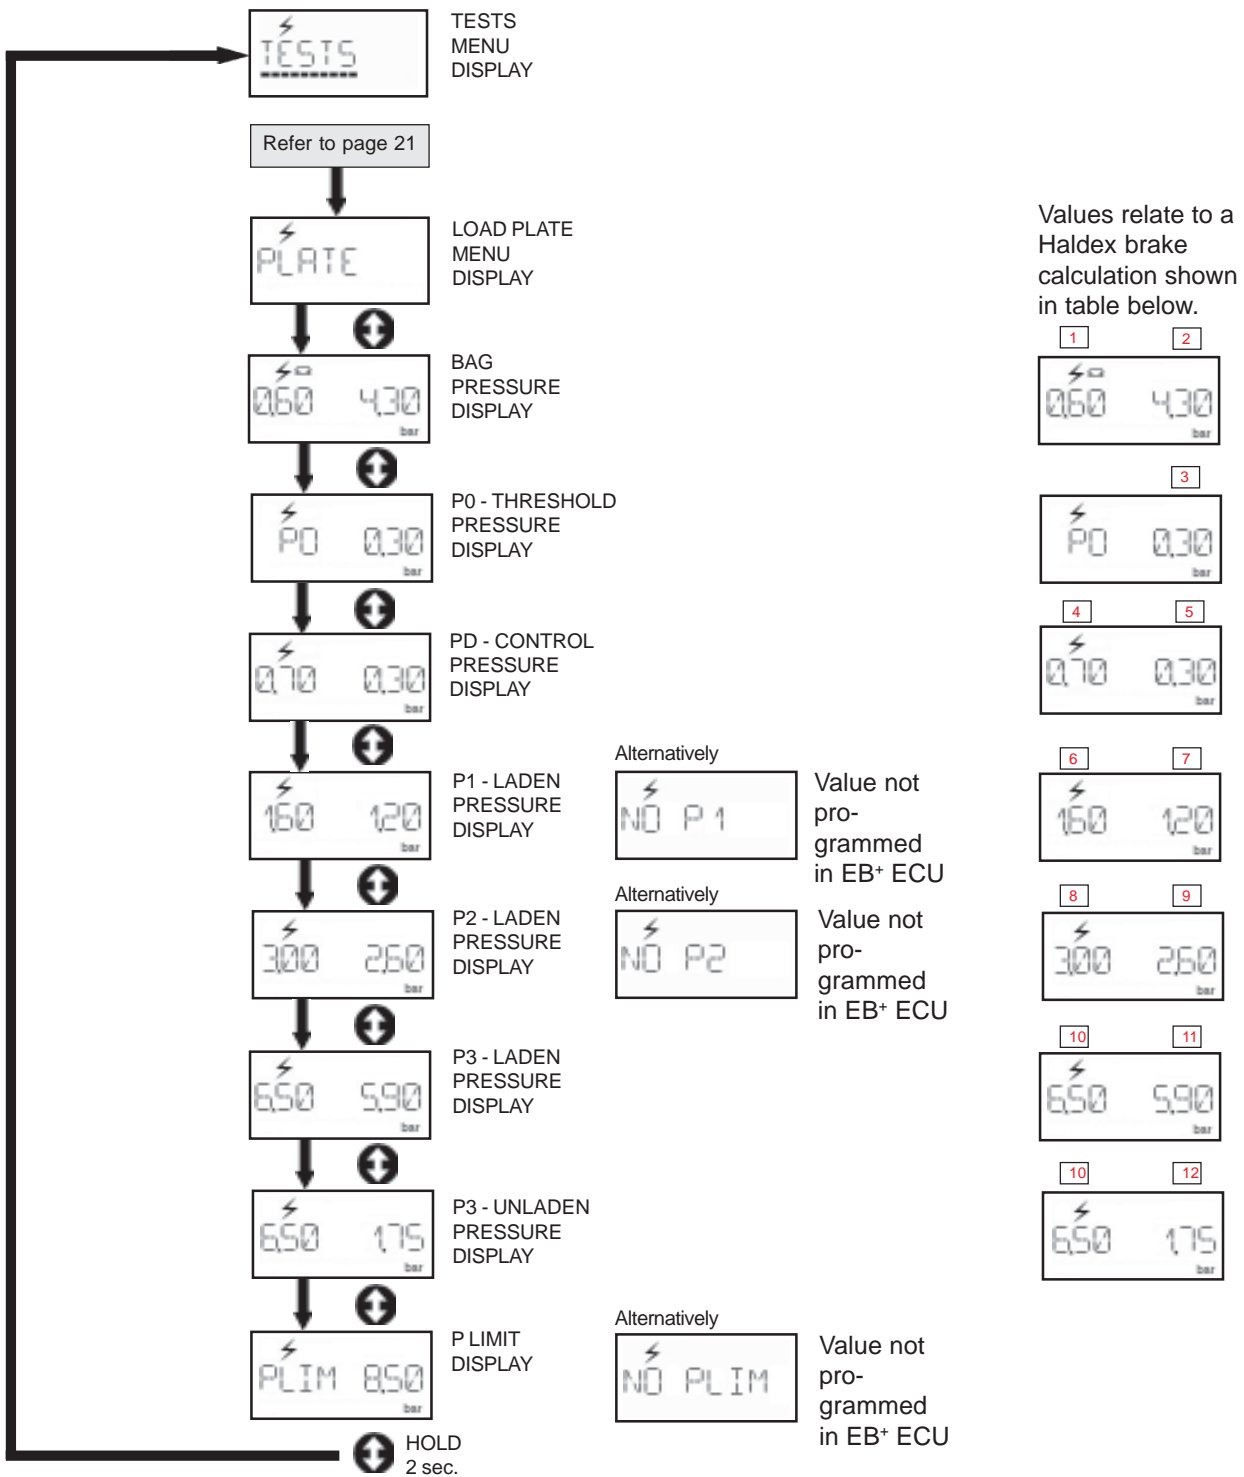 TESTS
TESTS
MENU
DISPLAY
Refer to page 21
PLATE
LOAD PLATE
MENU
DISPLAY
Values relate to a
Haldex brake
calculation shown
in table below.
0,60 4,30
bar
BAG
PRESSURE
DISPLAY
1 2
0,60 4,30
bar
P0 0,30
bar
P0 - THRESHOLD
PRESSURE
DISPLAY
3
P0 0,30
bar
0,70 0,30
bar
PD - CONTROL
PRESSURE
DISPLAY
4 5
0,70 0,30
bar
1,60 1,20
bar
P1 - LADEN
PRESSURE
DISPLAY
Alternatively
NO P1
Value not
pro-
grammed
in EB+ ECU
6 7
1,60 1,20
bar
3,00 2,60
bar
P2 - LADEN
PRESSURE
DISPLAY
Alternatively
NO P2
Value not
pro-
grammed
in EB+ ECU
8 9
3,00 2,60
bar
6,50 5,90
bar
P3 - LADEN
PRESSURE
DISPLAY
10 11
6,50 5,90
bar
6,50 1,75
bar
P3 - UNLADEN
PRESSURE
DISPLAY
10 12
6,50 1,75
bar
PLIM 8,50
bar
P LIMIT
DISPLAY
Alternatively
NO PLIM
Value not
pro-
grammed
in EB+ ECU
HOLD
2 sec.